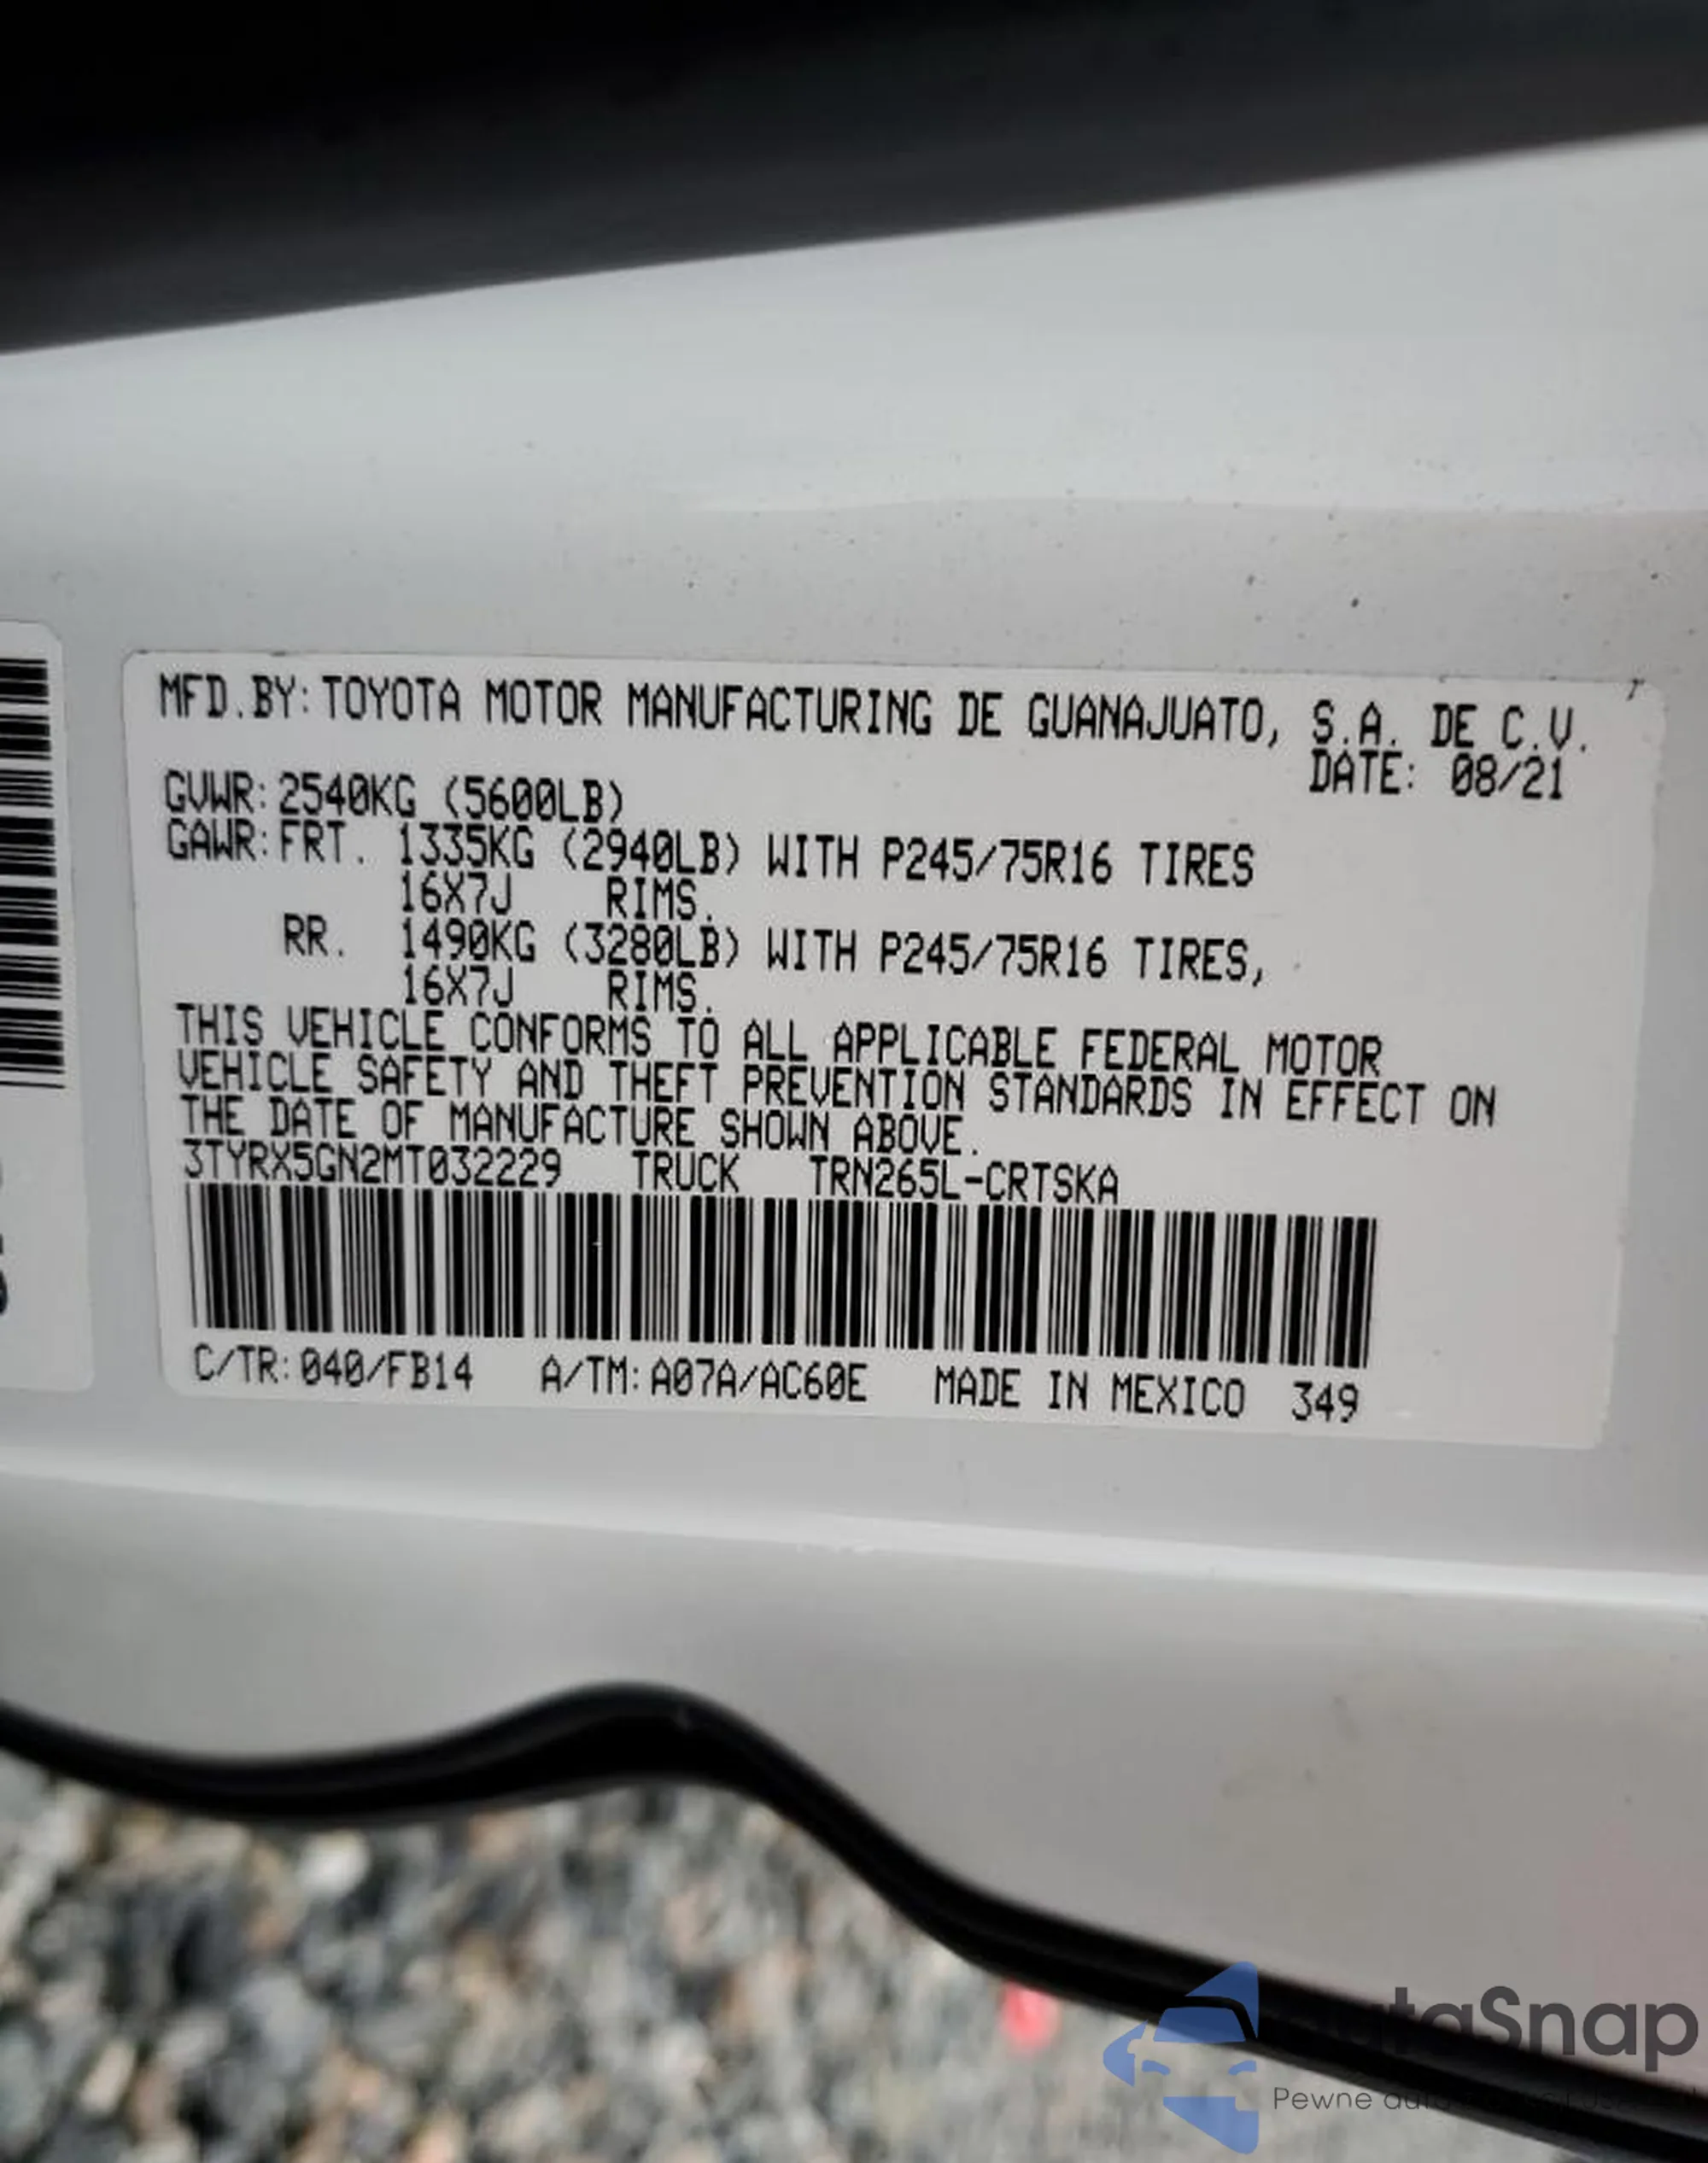 MFD.BY: TOYOTA MOTOR MANUFACTURING DE GUANAJUATO, S.A. DE C.V.
DATE: 08/21
GVWR: 2540KG (5600LB)
GAWR: FRT. 1335KG (2940LB) WITH P245/75R16 TIRES
16X7J RIMS.
RR. 1490KG (3280LB) WITH P245/75R16 TIRES,
16X7J RIMS.
THIS VEHICLE CONFORMS TO ALL APPLICABLE FEDERAL MOTOR
VEHICLE SAFETY AND THEFT PREVENTION STANDARDS IN EFFECT ON
THE DATE OF MANUFACTURE SHOWN ABOVE.
3TYRX5GN2MT032229 TRUCK TRN265L-CRTSKA
C/TR: 040/FB14 A/TM: A07A/AC60E MADE IN MEXICO 349
Pewne